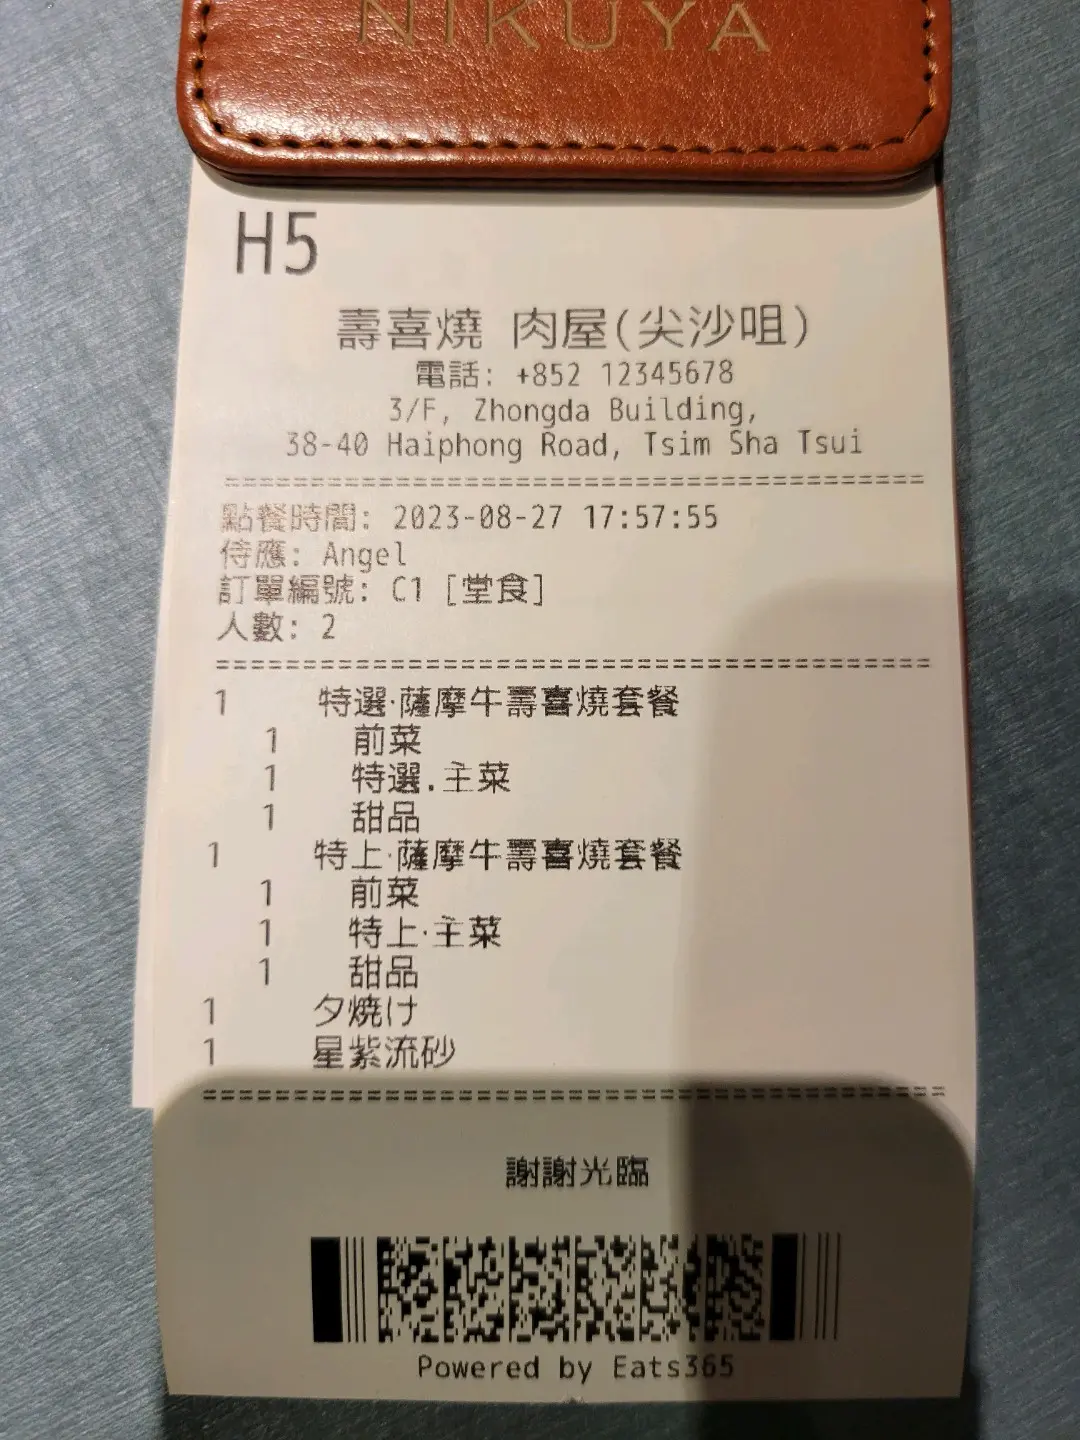 NIKUYA
H5
壽喜燒 肉屋(尖沙咀)
電話: +852 12345678
3/F, Zhongda Building,
38-40 Haiphong Road, Tsim Sha Tsui
點餐時間: 2023-08-27 17:57:55
侍應: Angel
訂單編號: C1 [堂食]
人數: 2
1 特選·薩摩牛壽喜燒套餐
1 前菜
1 特選.主菜
1 甜品
1 特上·薩摩牛壽喜燒套餐
1 前菜
1 特上·主菜
1 甜品
1 夕焼け
1 星紫流砂
謝謝光臨
Powered by Eats365